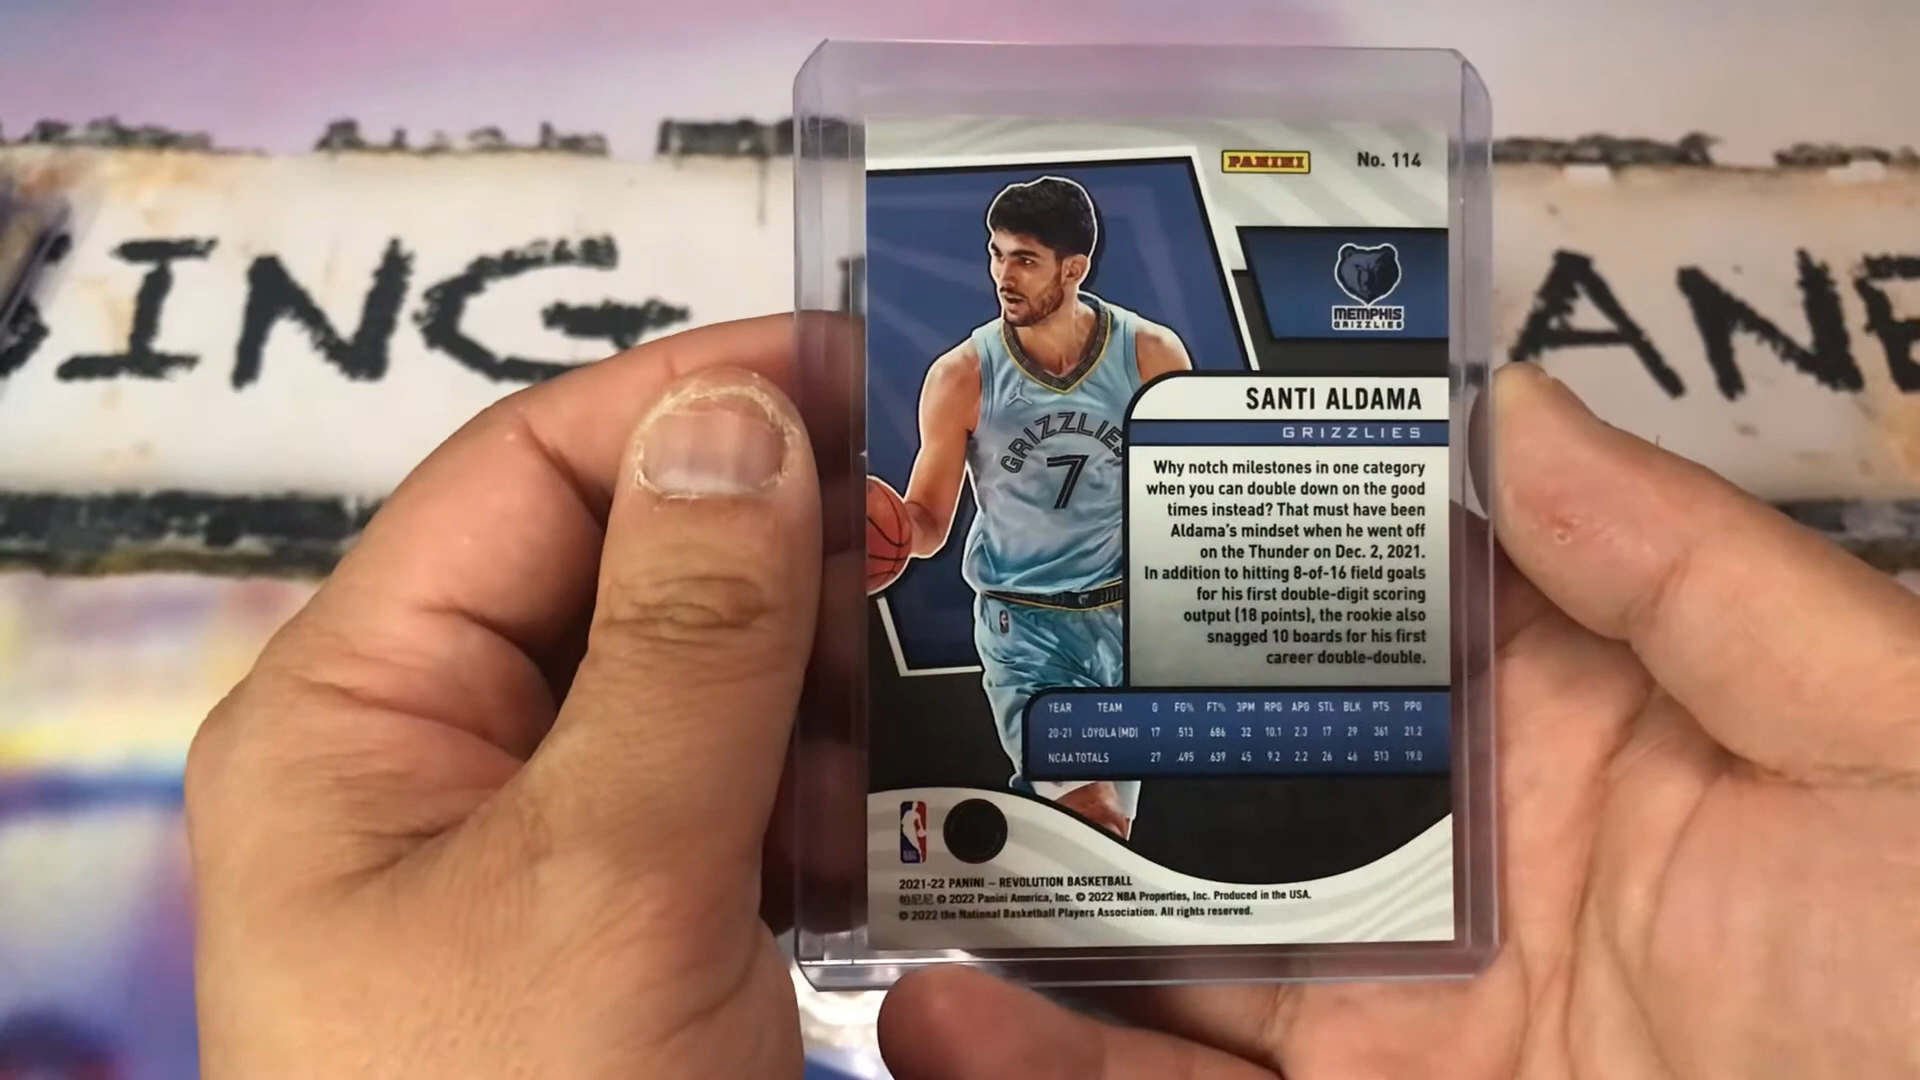 ING
ANE
PANINI
No. 114
MEMPHIS
GRIZZLIES
SANTI ALDAMA
GRIZZLIES
Why notch milestones in one category
when you can double down on the good
times instead? That must have been
Aldama's mindset when he went off
on the Thunder on Dec. 2, 2021.
In addition to hitting 8-of-16 field goals
for his first double-digit scoring
output (18 points), the rookie also
snagged 10 boards for his first
career double-double.
GRIZZLIES
7
YEAR TEAM G FG% FT% 3PM RPG APG STL BLK PTS PPG
20-21 LOYOLA (MD) 17 .513 .686 32 10.1 2.3 17 29 361 21.2
NCAA TOTALS 27 .495 .639 45 9.2 2.2 26 46 513 19.0
2021-22 PANINI – REVOLUTION BASKETBALL
© 2022 Panini America, Inc. © 2022 NBA Properties, Inc. Produced in the USA.
© 2022 the National Basketball Players Association. All rights reserved.